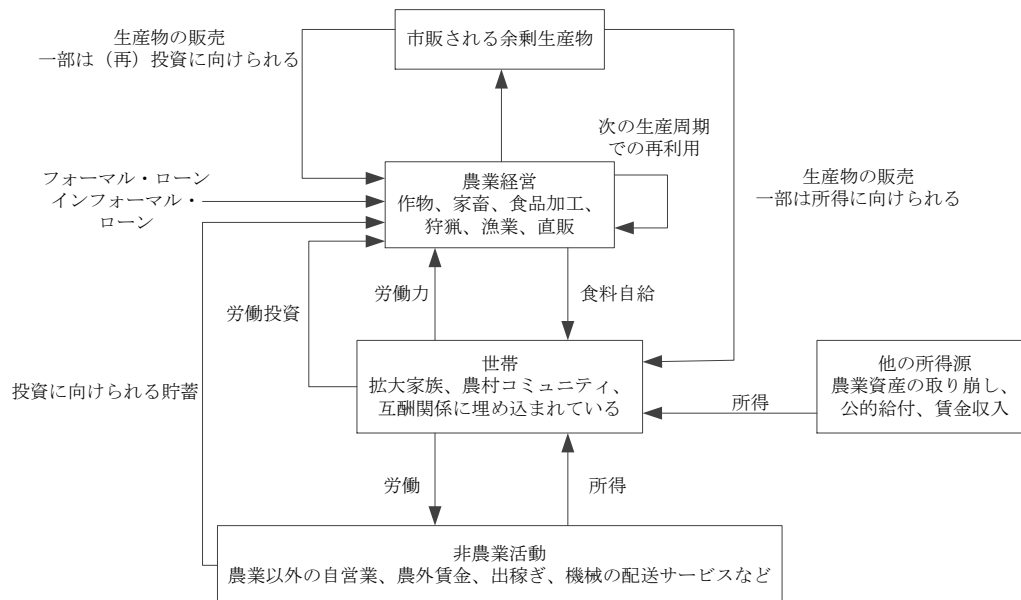 生産物の販売
一部は（再）投資に向けられる
市販される余剰生産物
次の生産周期
での再利用
生産物の販売
一部は所得に向けられる
フォーマル・ローン
インフォーマル・
ローン
農業経営
作物、家畜、食品加工、
狩猟、漁業、直販
労働投資
労働力
食料自給
投資に向けられる貯蓄
世帯
拡大家族、農村コミュニティ、
互酬関係に埋め込まれている
所得
他の所得源
農業資産の取り崩し、
公的給付、賃金収入
労働
所得
非農業活動
農業以外の自営業、農外賃金、出稼ぎ、機械の配送サービスなど